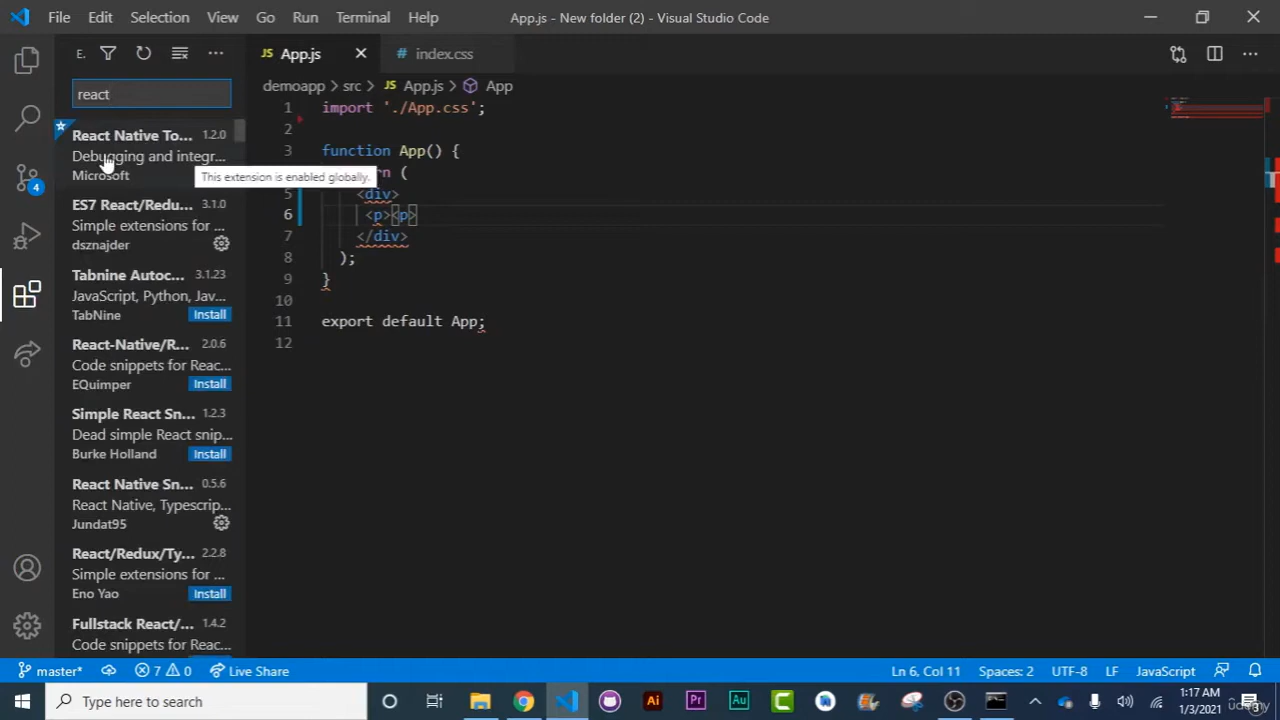 File Edit Selection View Go Run Terminal Help
App.js - New folder (2) - Visual Studio Code
E.
App.js
# index.css
react
demoapp > src > JS App.js > App
React Native To... 1.2.0
Debugging and integr...
Microsoft
This extension is enabled globally.
ES7 React/Redu... 3.1.0
Simple extensions for ...
dsznajder
Tabnine Autoc... 3.1.23
JavaScript, Python, Jav...
TabNine Install
React-Native/R... 2.0.6
Code snippets for Reac...
EQuimper Install
Simple React Sn... 1.2.3
Dead simple React snip...
Burke Holland Install
React Native Sn... 0.5.6
React Native, Typescrip...
Jundat95
React/Redux/Ty... 2.2.8
Simple extensions for ...
Eno Yao Install
Fullstack React/... 1.4.2
Code snippets for Reac...
4
1 import './App.css';
2
3 function App() {
rn (
5 <div>
6 <p><p>
7 </div>
8 );
9 }
10
11 export default App;
12
master* 7 0 Live Share
Ln 6, Col 11 Spaces: 2 UTF-8 LF JavaScript
Type here to search
1:17 AM
1/3/2021
udemy